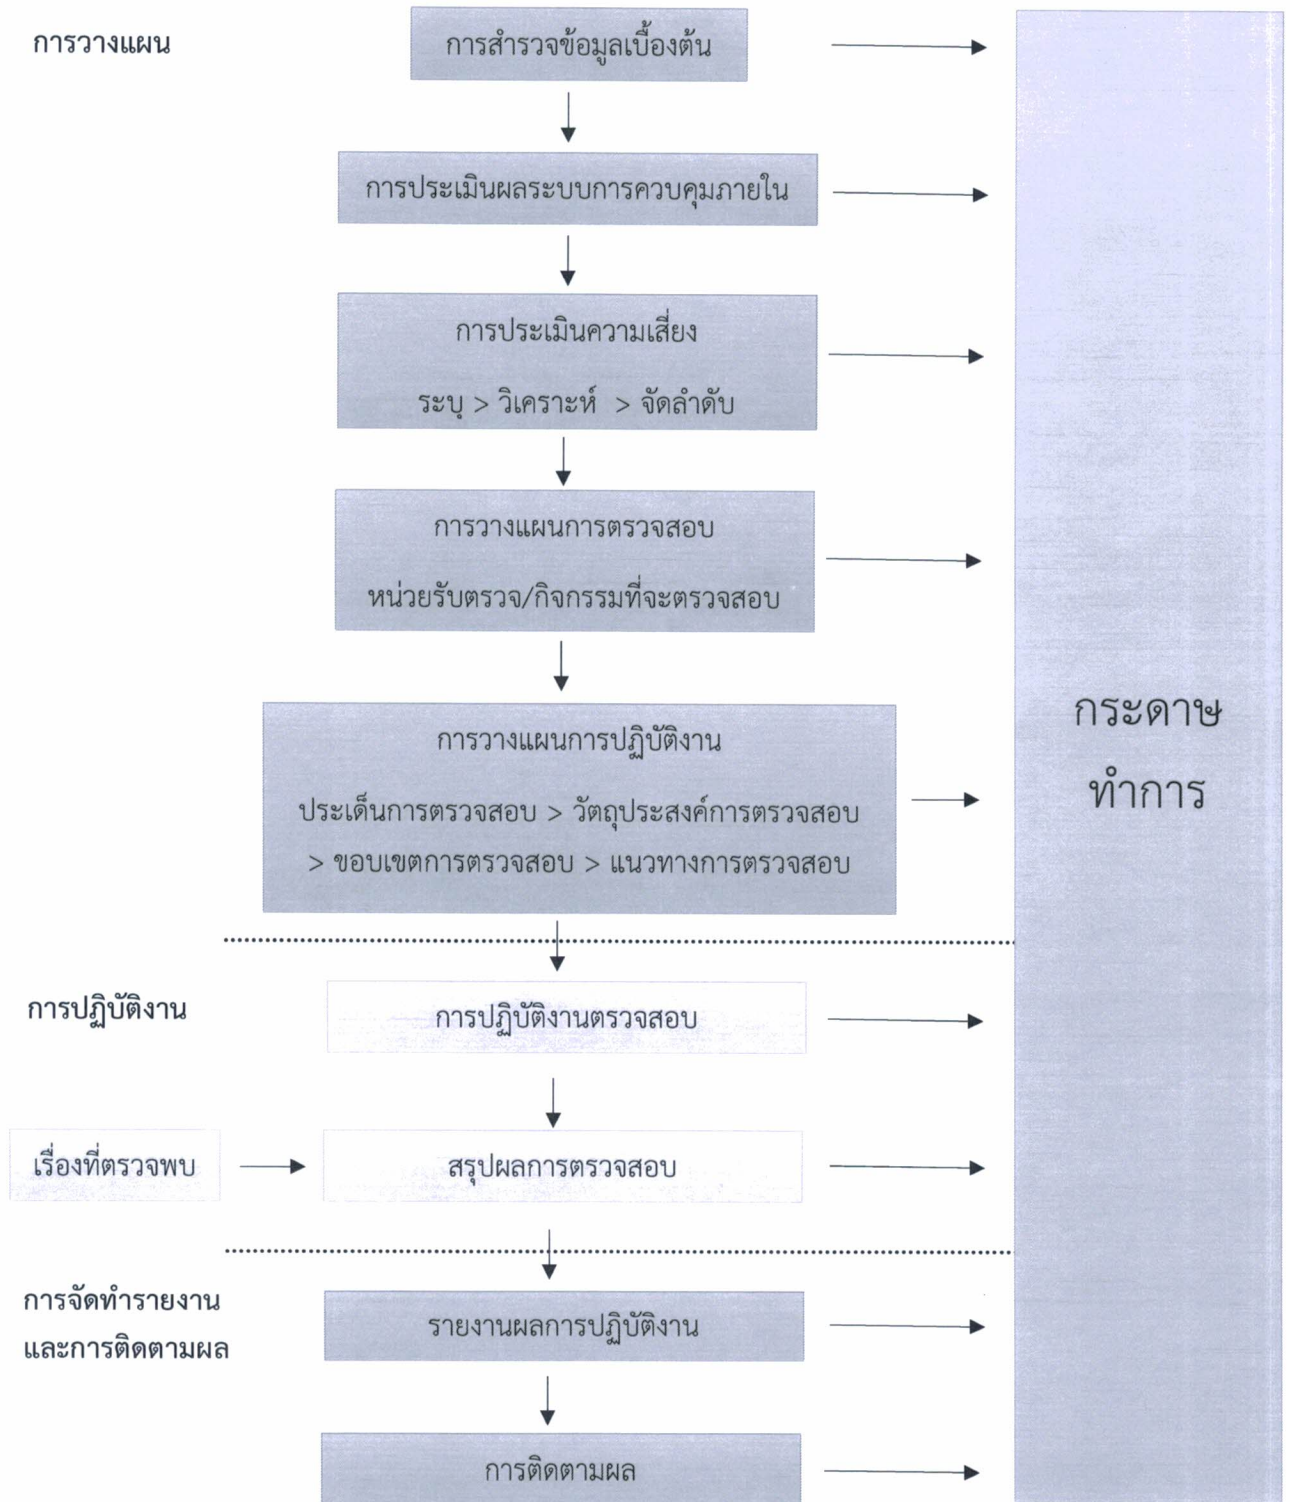 การวางแผน
การสำรวจข้อมูลเบื้องต้น
การประเมินผลระบบการควบคุมภายใน
การประเมินความเสี่ยง
ระบุ > วิเคราะห์ > จัดลำดับ
การวางแผนการตรวจสอบ
หน่วยรับตรวจ/กิจกรรมที่จะตรวจสอบ
การวางแผนการปฏิบัติงาน
ประเด็นการตรวจสอบ > วัตถุประสงค์การตรวจสอบ
> ขอบเขตการตรวจสอบ > แนวทางการตรวจสอบ
กระดาษ
ทำการ
การปฏิบัติงาน
การปฏิบัติงานตรวจสอบ
เรื่องที่ตรวจพบ
สรุปผลการตรวจสอบ
การจัดทำรายงาน
และการติดตามผล
รายงานผลการปฏิบัติงาน
การติดตามผล